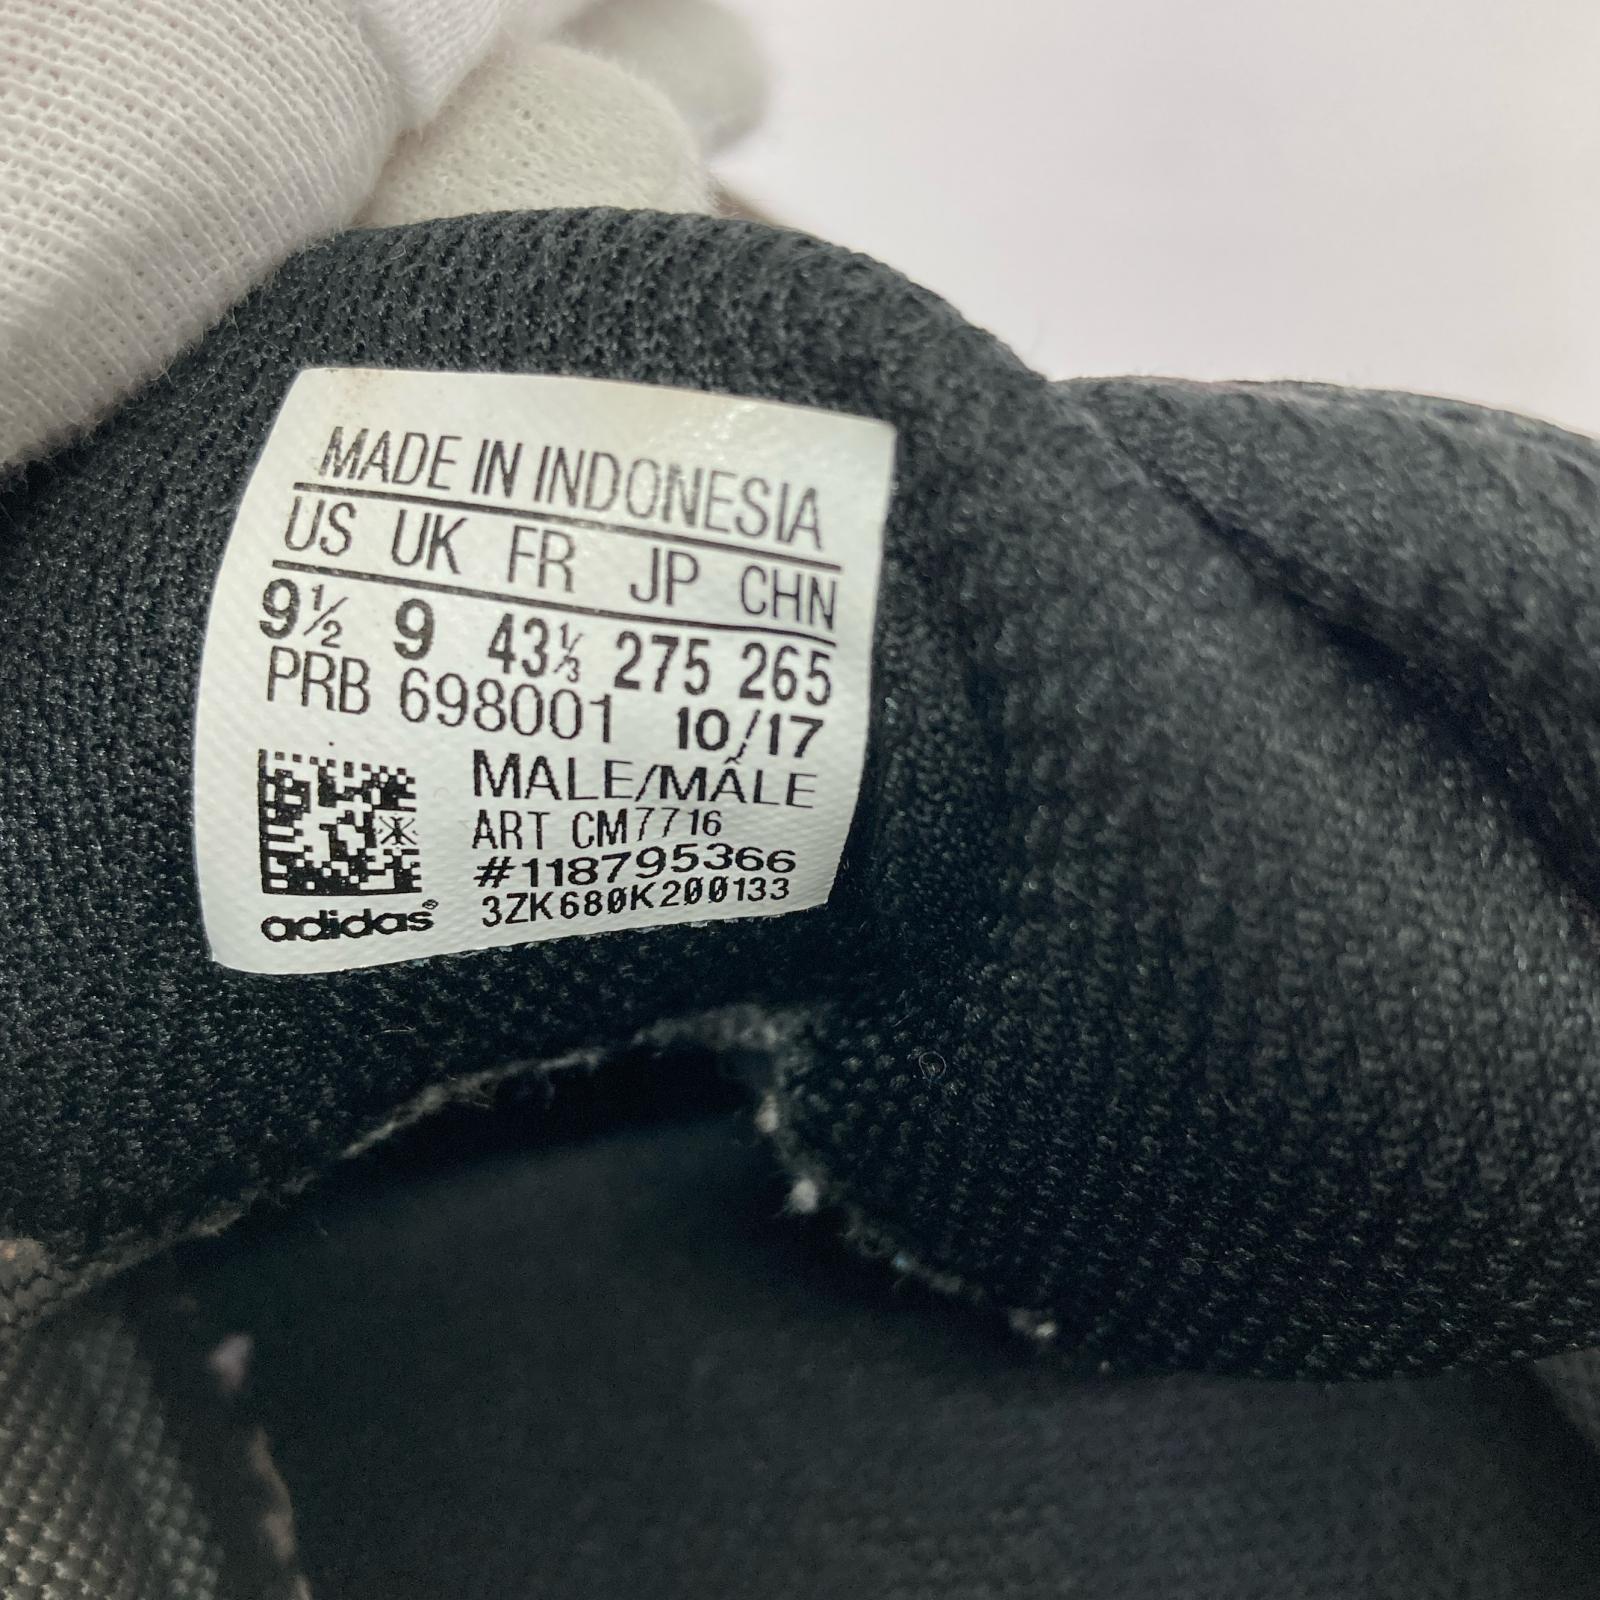 MADE IN INDONESIA
US UK FR JP CHN
9½ 9 43⅓ 275 265
PRB 698001 10/17
MALE/MÂLE
ART CM7716
#118795366
3ZK680K200133
adidas®